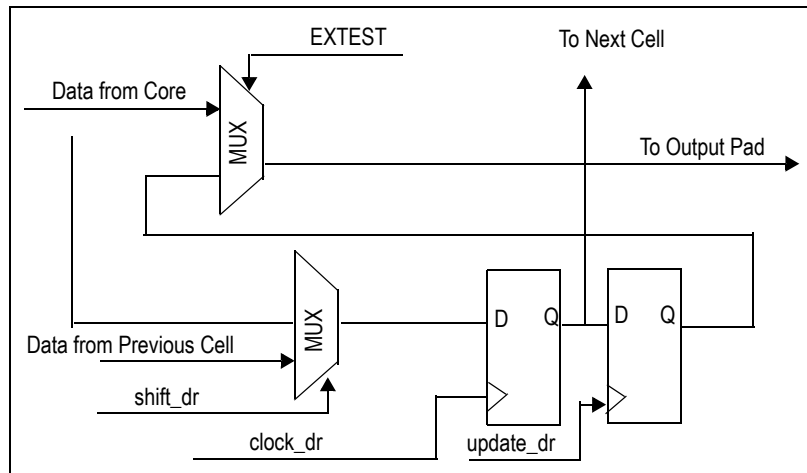 EXTEST
To Next Cell
Data from Core
MUX
To Output Pad
MUX
D Q
D Q
Data from Previous Cell
shift_dr
clock_dr
update_dr